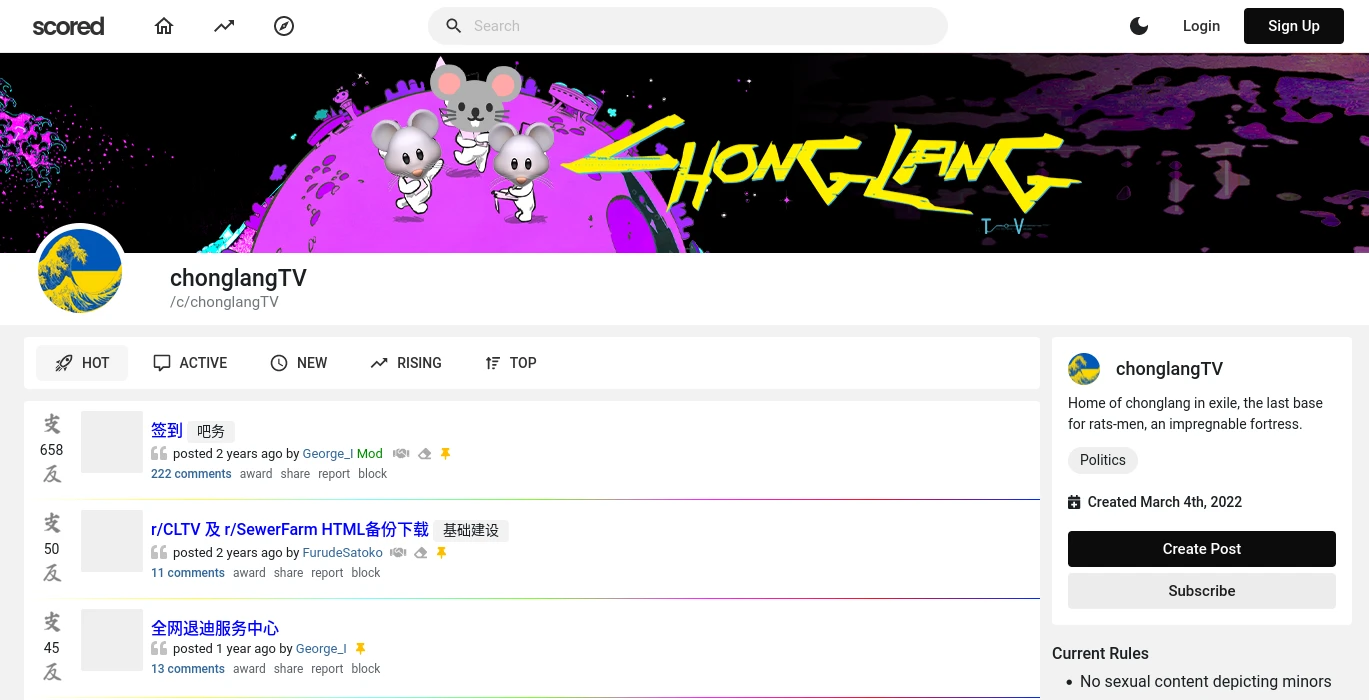 scored
Search
Login
Sign Up
CHONGLANG
T V
chonglangTV
/c/chonglangTV
HOT
ACTIVE
NEW
RISING
TOP
支
658
反
签到 吧务
posted 2 years ago by George_I Mod
222 comments award share report block
支
50
反
r/CLTV 及 r/SewerFarm HTML备份下载 基础建设
posted 2 years ago by FurudeSatoko
11 comments award share report block
支
45
反
全网退迪服务中心
posted 1 year ago by George_I
13 comments award share report block
chonglangTV
Home of chonglang in exile, the last base
for rats-men, an impregnable fortress.
Politics
Created March 4th, 2022
Create Post
Subscribe
Current Rules
• No sexual content depicting minors